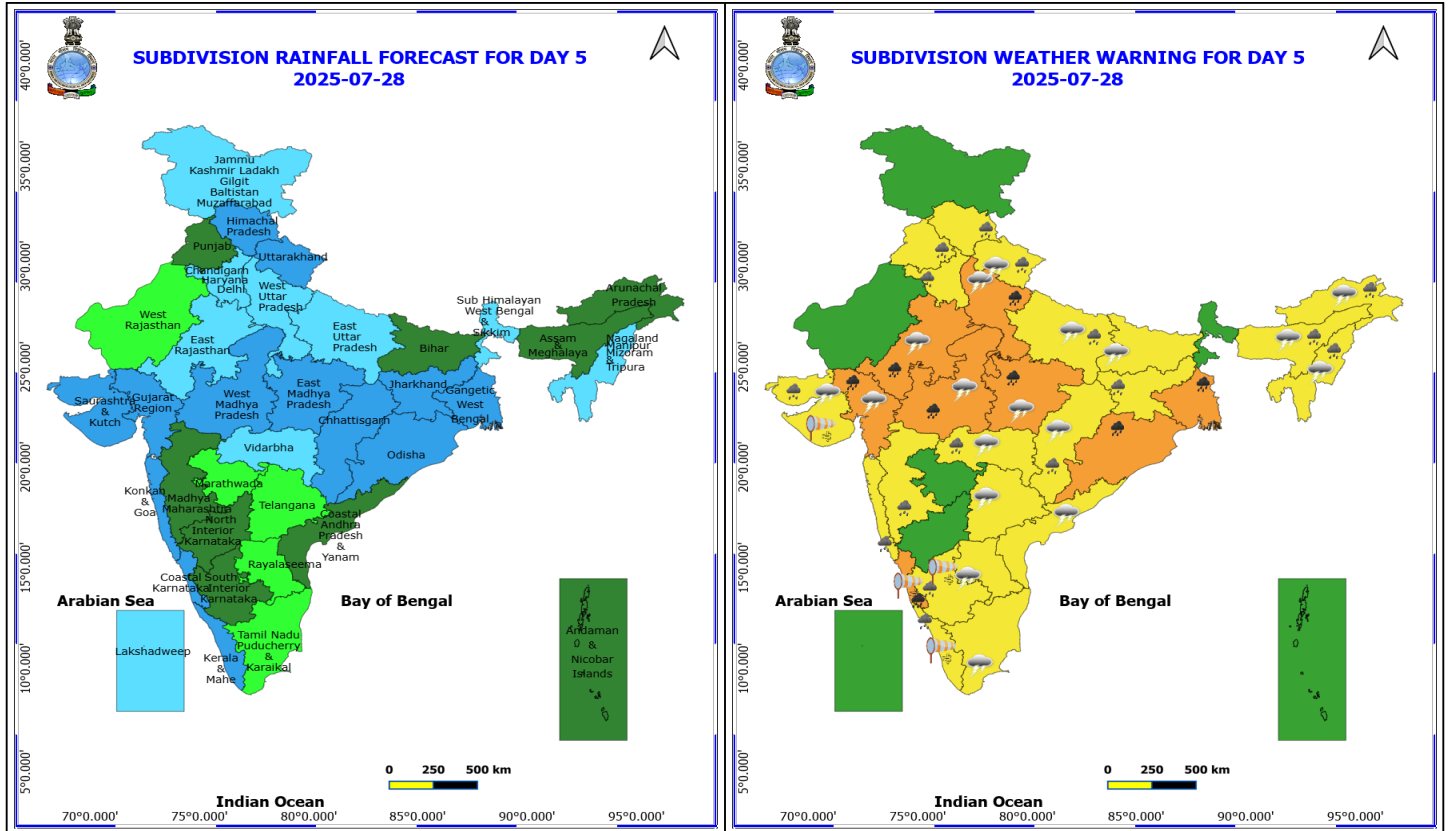 SUBDIVISION RAINFALL FORECAST FOR DAY 5
2025-07-28
40°0.000'
35°0.000'
30°0.000'
25°0.000'
20°0.000'
15°0.000'
10°0.000'
5°0.000'
Jammu
Kashmir Ladakh
Gilgit
Baltistan
Muzaffarabad
Himachal
Pradesh
Punjab
Uttarakhand
Chandigarh
Haryana
Delhi
West
Uttar
Pradesh
West
Rajasthan
East
Rajasthan
East
Uttar
Pradesh
Bihar
Sub Himalayan
West Bengal
&
Sikkim
Arunachal
Pradesh
Assam
&
Meghalaya
Nagaland
Manipur
Mizoram
&
Tripura
Saurashtra
&
Kutch
Gujarat
Region
West
Madhya
Pradesh
East
Madhya
Pradesh
Jharkhand
Gangetic
West
Bengal
Chhattisgarh
Odisha
Vidarbha
Konkan
&
Goa
Madhya
Maharashtra
Marathwada
Telangana
North
Interior
Karnataka
Coastal
Andhra
Pradesh
&
Yanam
Rayalaseema
Coastal
Karnataka
South
Interior
Karnataka
Arabian Sea
Bay of Bengal
Lakshadweep
Tamil Nadu
Puducherry
&
Karaikal
Kerala
&
Mahe
Andaman
&
Nicobar
Islands
0 250 500 km
Indian Ocean
70°0.000' 75°0.000' 80°0.000' 85°0.000' 90°0.000' 95°0.000'
SUBDIVISION WEATHER WARNING FOR DAY 5
2025-07-28
40°0.000'
35°0.000'
30°0.000'
25°0.000'
20°0.000'
15°0.000'
10°0.000'
5°0.000'
Arabian Sea
Bay of Bengal
0 250 500 km
Indian Ocean
70°0.000' 75°0.000' 80°0.000' 85°0.000' 90°0.000' 95°0.000'